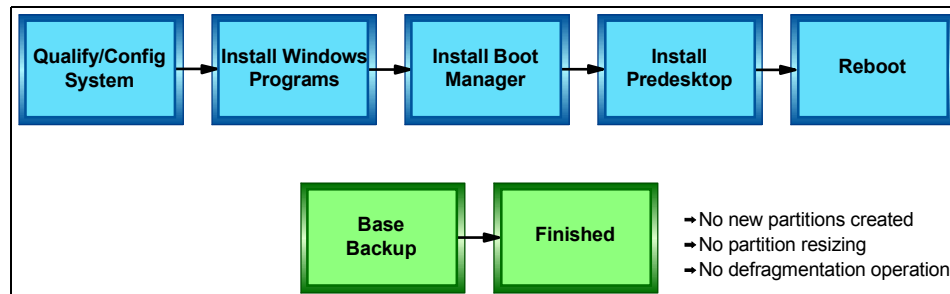 Qualify/Config
System
Install Windows
Programs
Install Boot
Manager
Install
Predesktop
Reboot
Base
Backup
Finished
➞No new partitions created
➞No partition resizing
➞No defragmentation operation